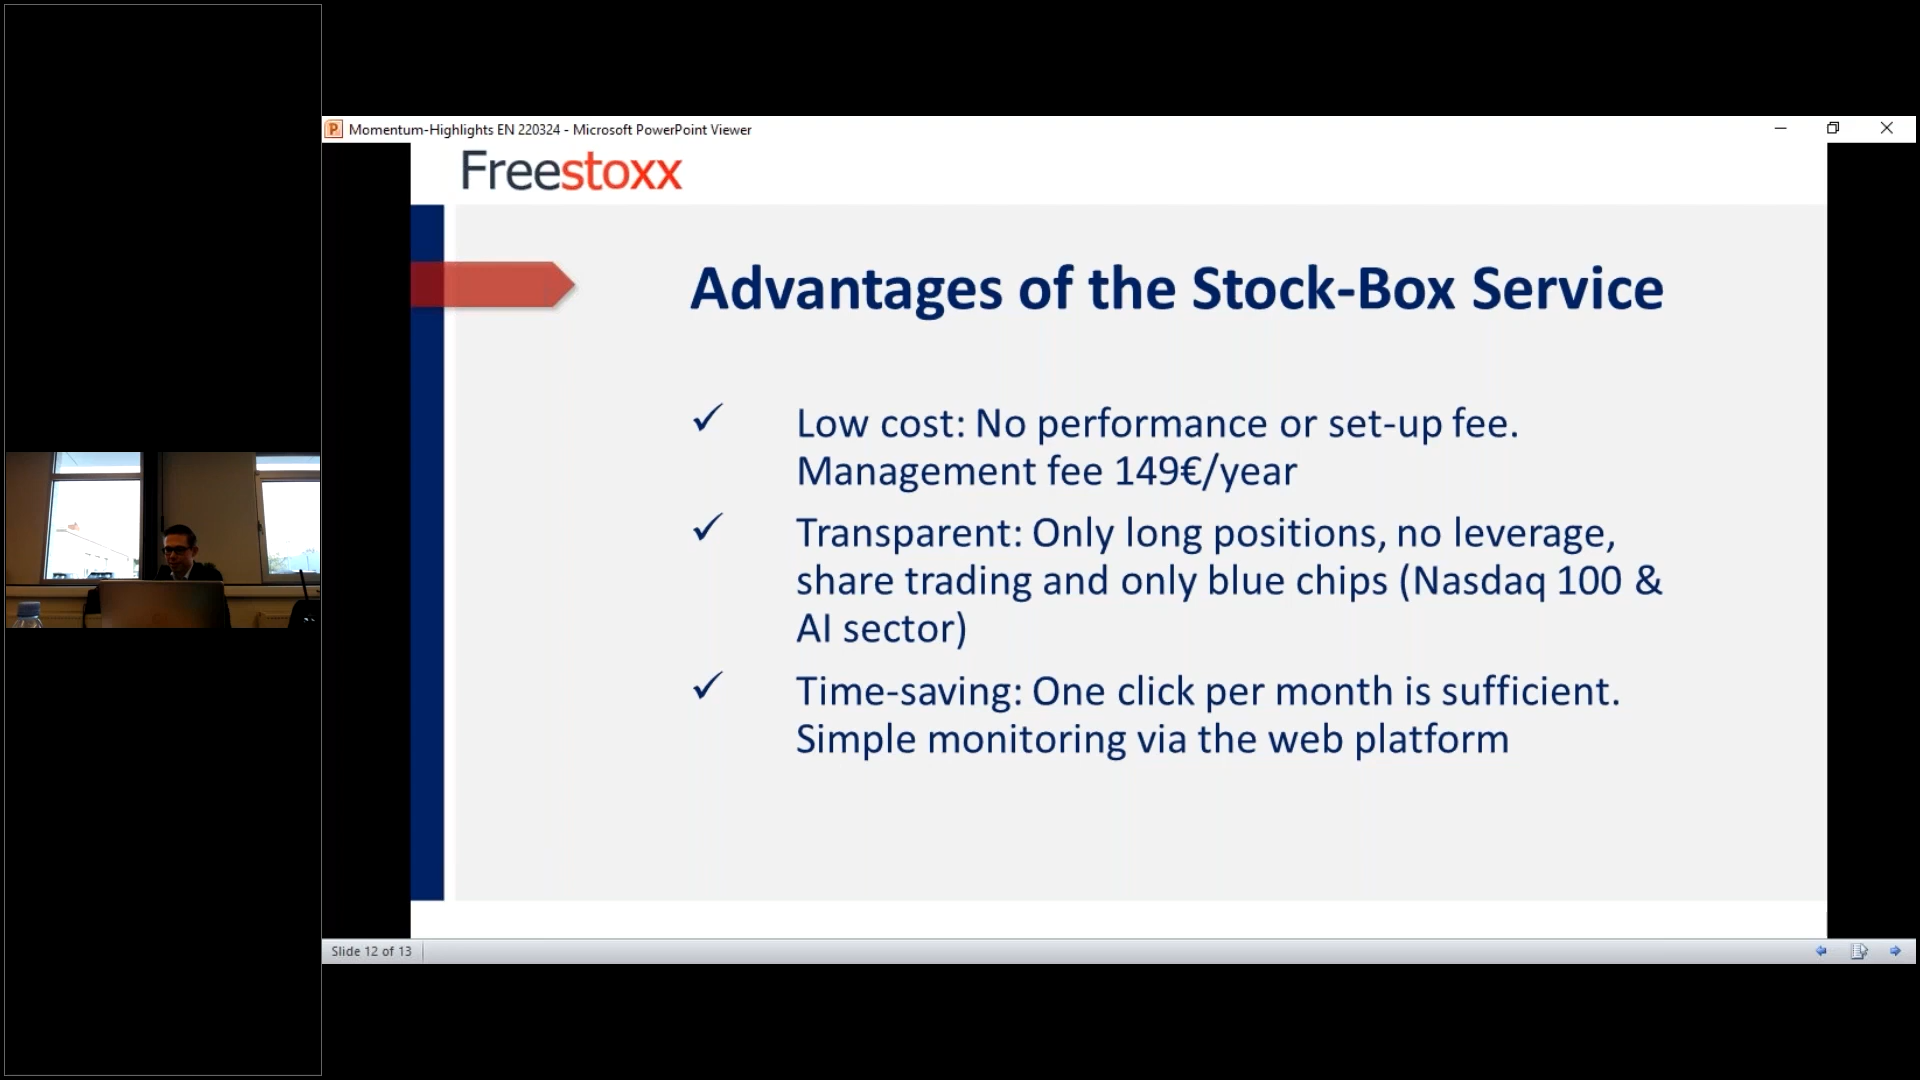 Momentum-Highlights EN 220324 - Microsoft PowerPoint Viewer
Freestoxx
Advantages of the Stock-Box Service
✓ Low cost: No performance or set-up fee.
Management fee 149€/year
✓ Transparent: Only long positions, no leverage,
share trading and only blue chips (Nasdaq 100 &
AI sector)
✓ Time-saving: One click per month is sufficient.
Simple monitoring via the web platform
Slide 12 of 13